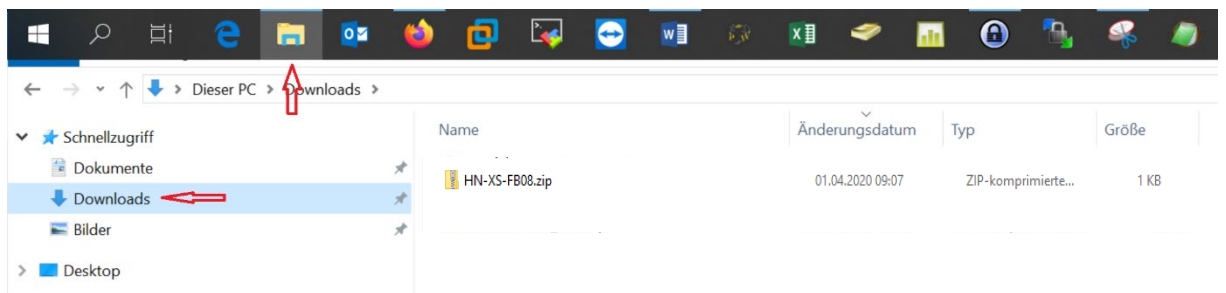 Dieser PC > Downloads >
Schnellzugriff
Name
Änderungsdatum
Typ
Größe
Dokumente
HN-XS-FB08.zip
01.04.2020 09:07
ZIP-komprimierte...
1 KB
Downloads
Bilder
Desktop